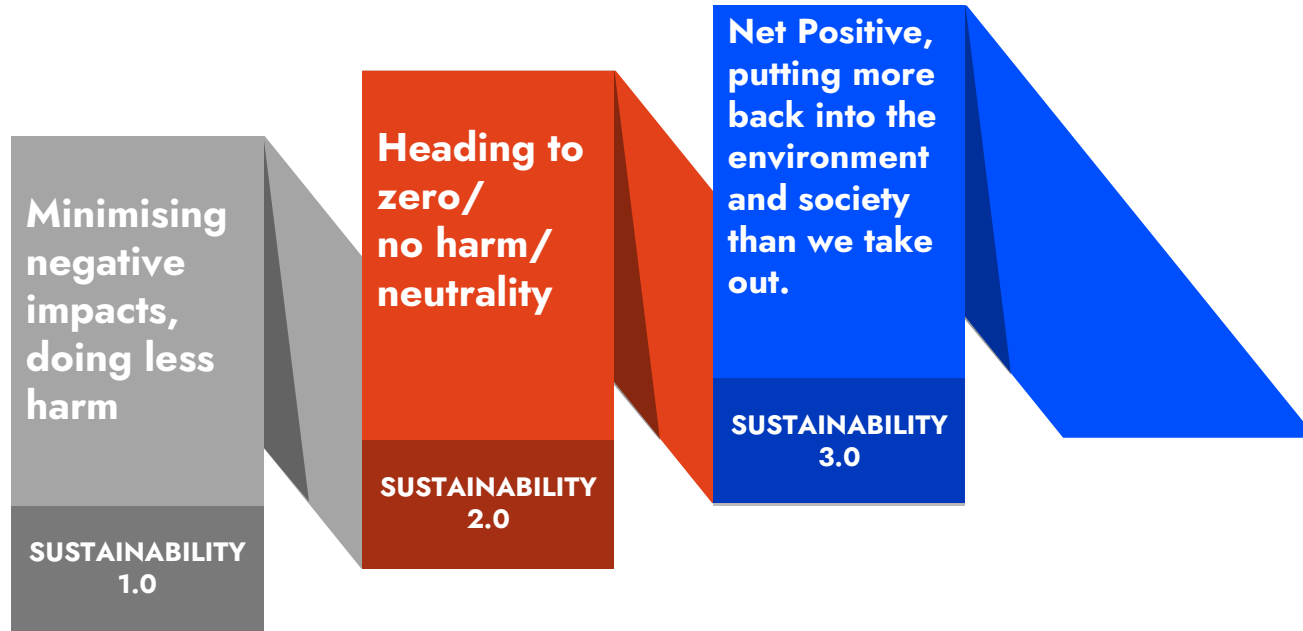 Minimising
negative
impacts,
doing less
harm
SUSTAINABILITY
1.0
Heading to
zero/
no harm/
neutrality
SUSTAINABILITY
2.0
Net Positive,
putting more
back into the
environment
and society
than we take
out.
SUSTAINABILITY
3.0